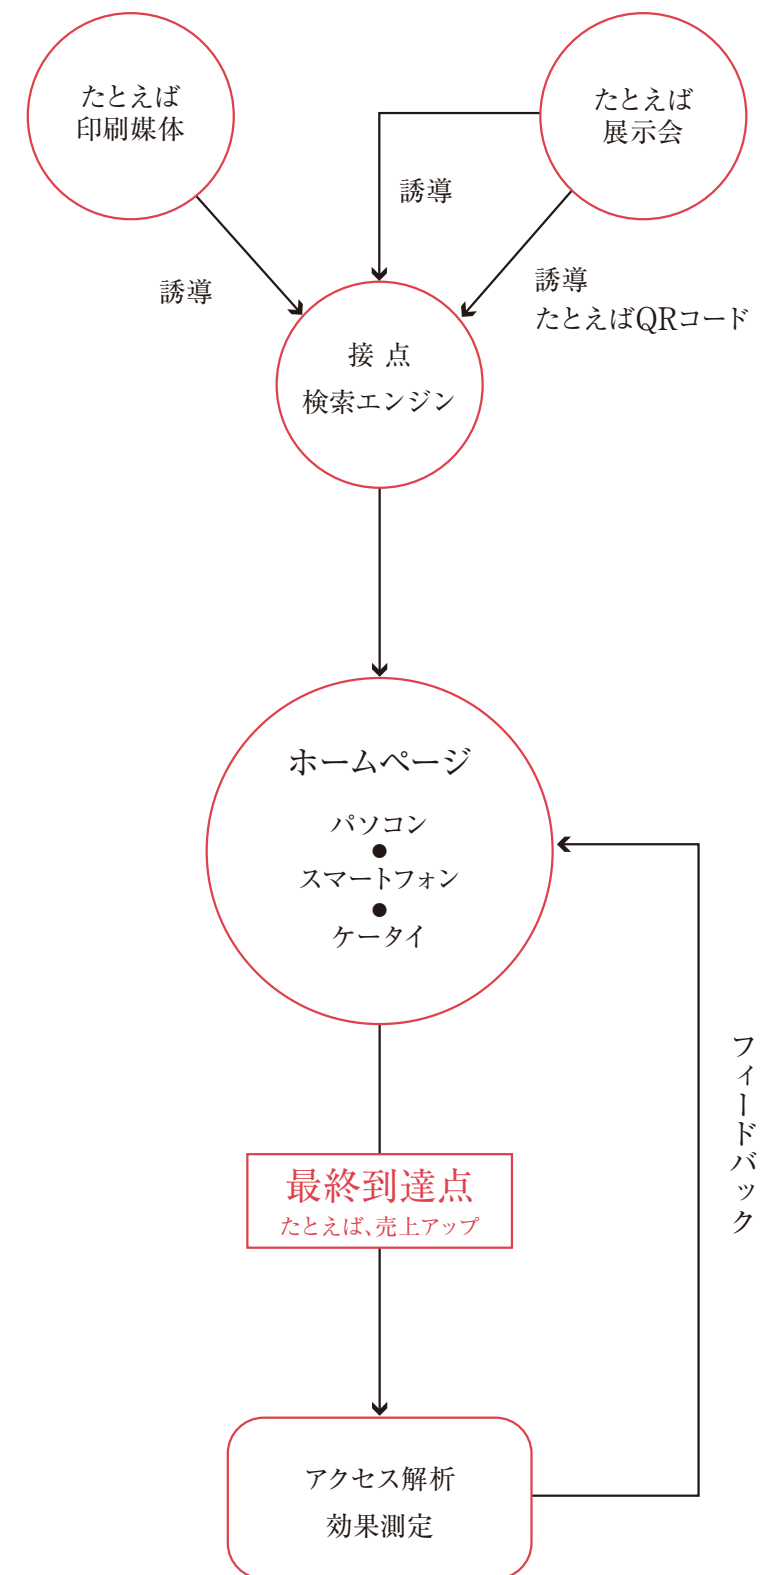 たとえば
印刷媒体
たとえば
展示会
誘導
誘導
誘導
たとえばQRコード
接 点
検索エンジン
ホームページ
パソコン
●
スマートフォン
●
ケータイ
フィードバック
最終到達点
たとえば、売上アップ
アクセス解析
効果測定